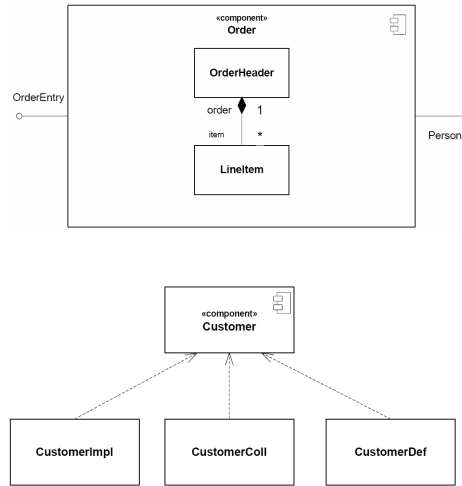 «component»
Order
OrderHeader
OrderEntry
order 1
Person
item *
LineItem
«component»
Customer
CustomerImpl CustomerColl CustomerDef